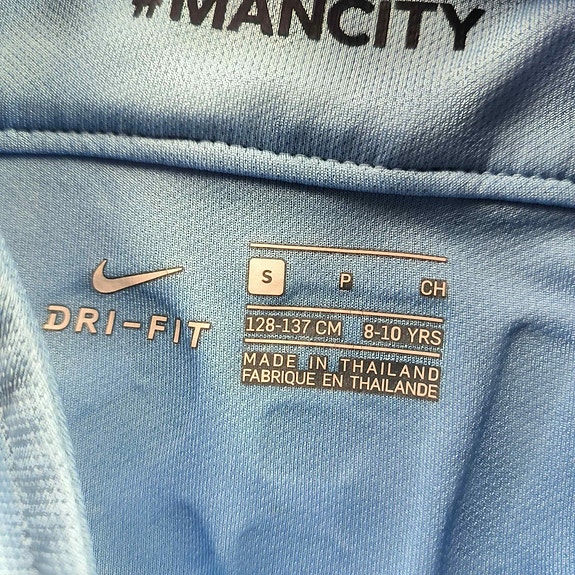 #MANCITY
DRI-FIT
S P CH
128-137 CM 8-10 YRS
MADE IN THAILAND
FABRIQUE EN THAILANDE